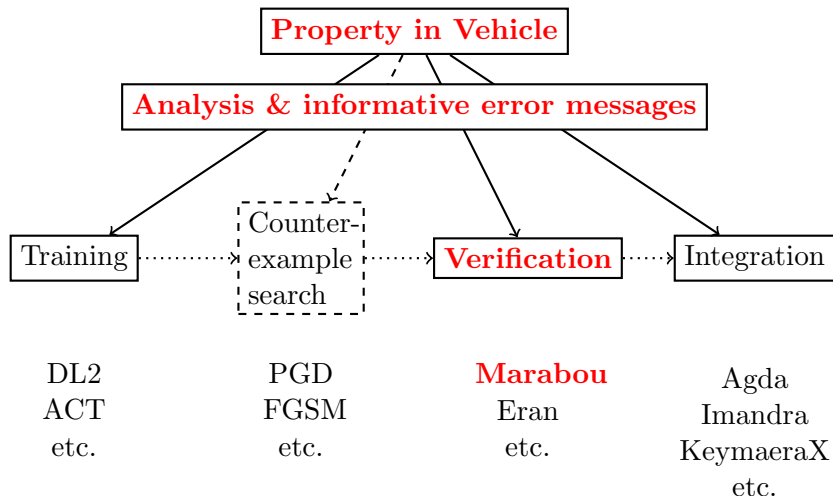 Property in Vehicle
Analysis & informative error messages
Training
Counter-
example
search
Verification
Integration
DL2
ACT
etc.
PGD
FGSM
etc.
Marabou
Eran
etc.
Agda
Imandra
KeymaeraX
etc.